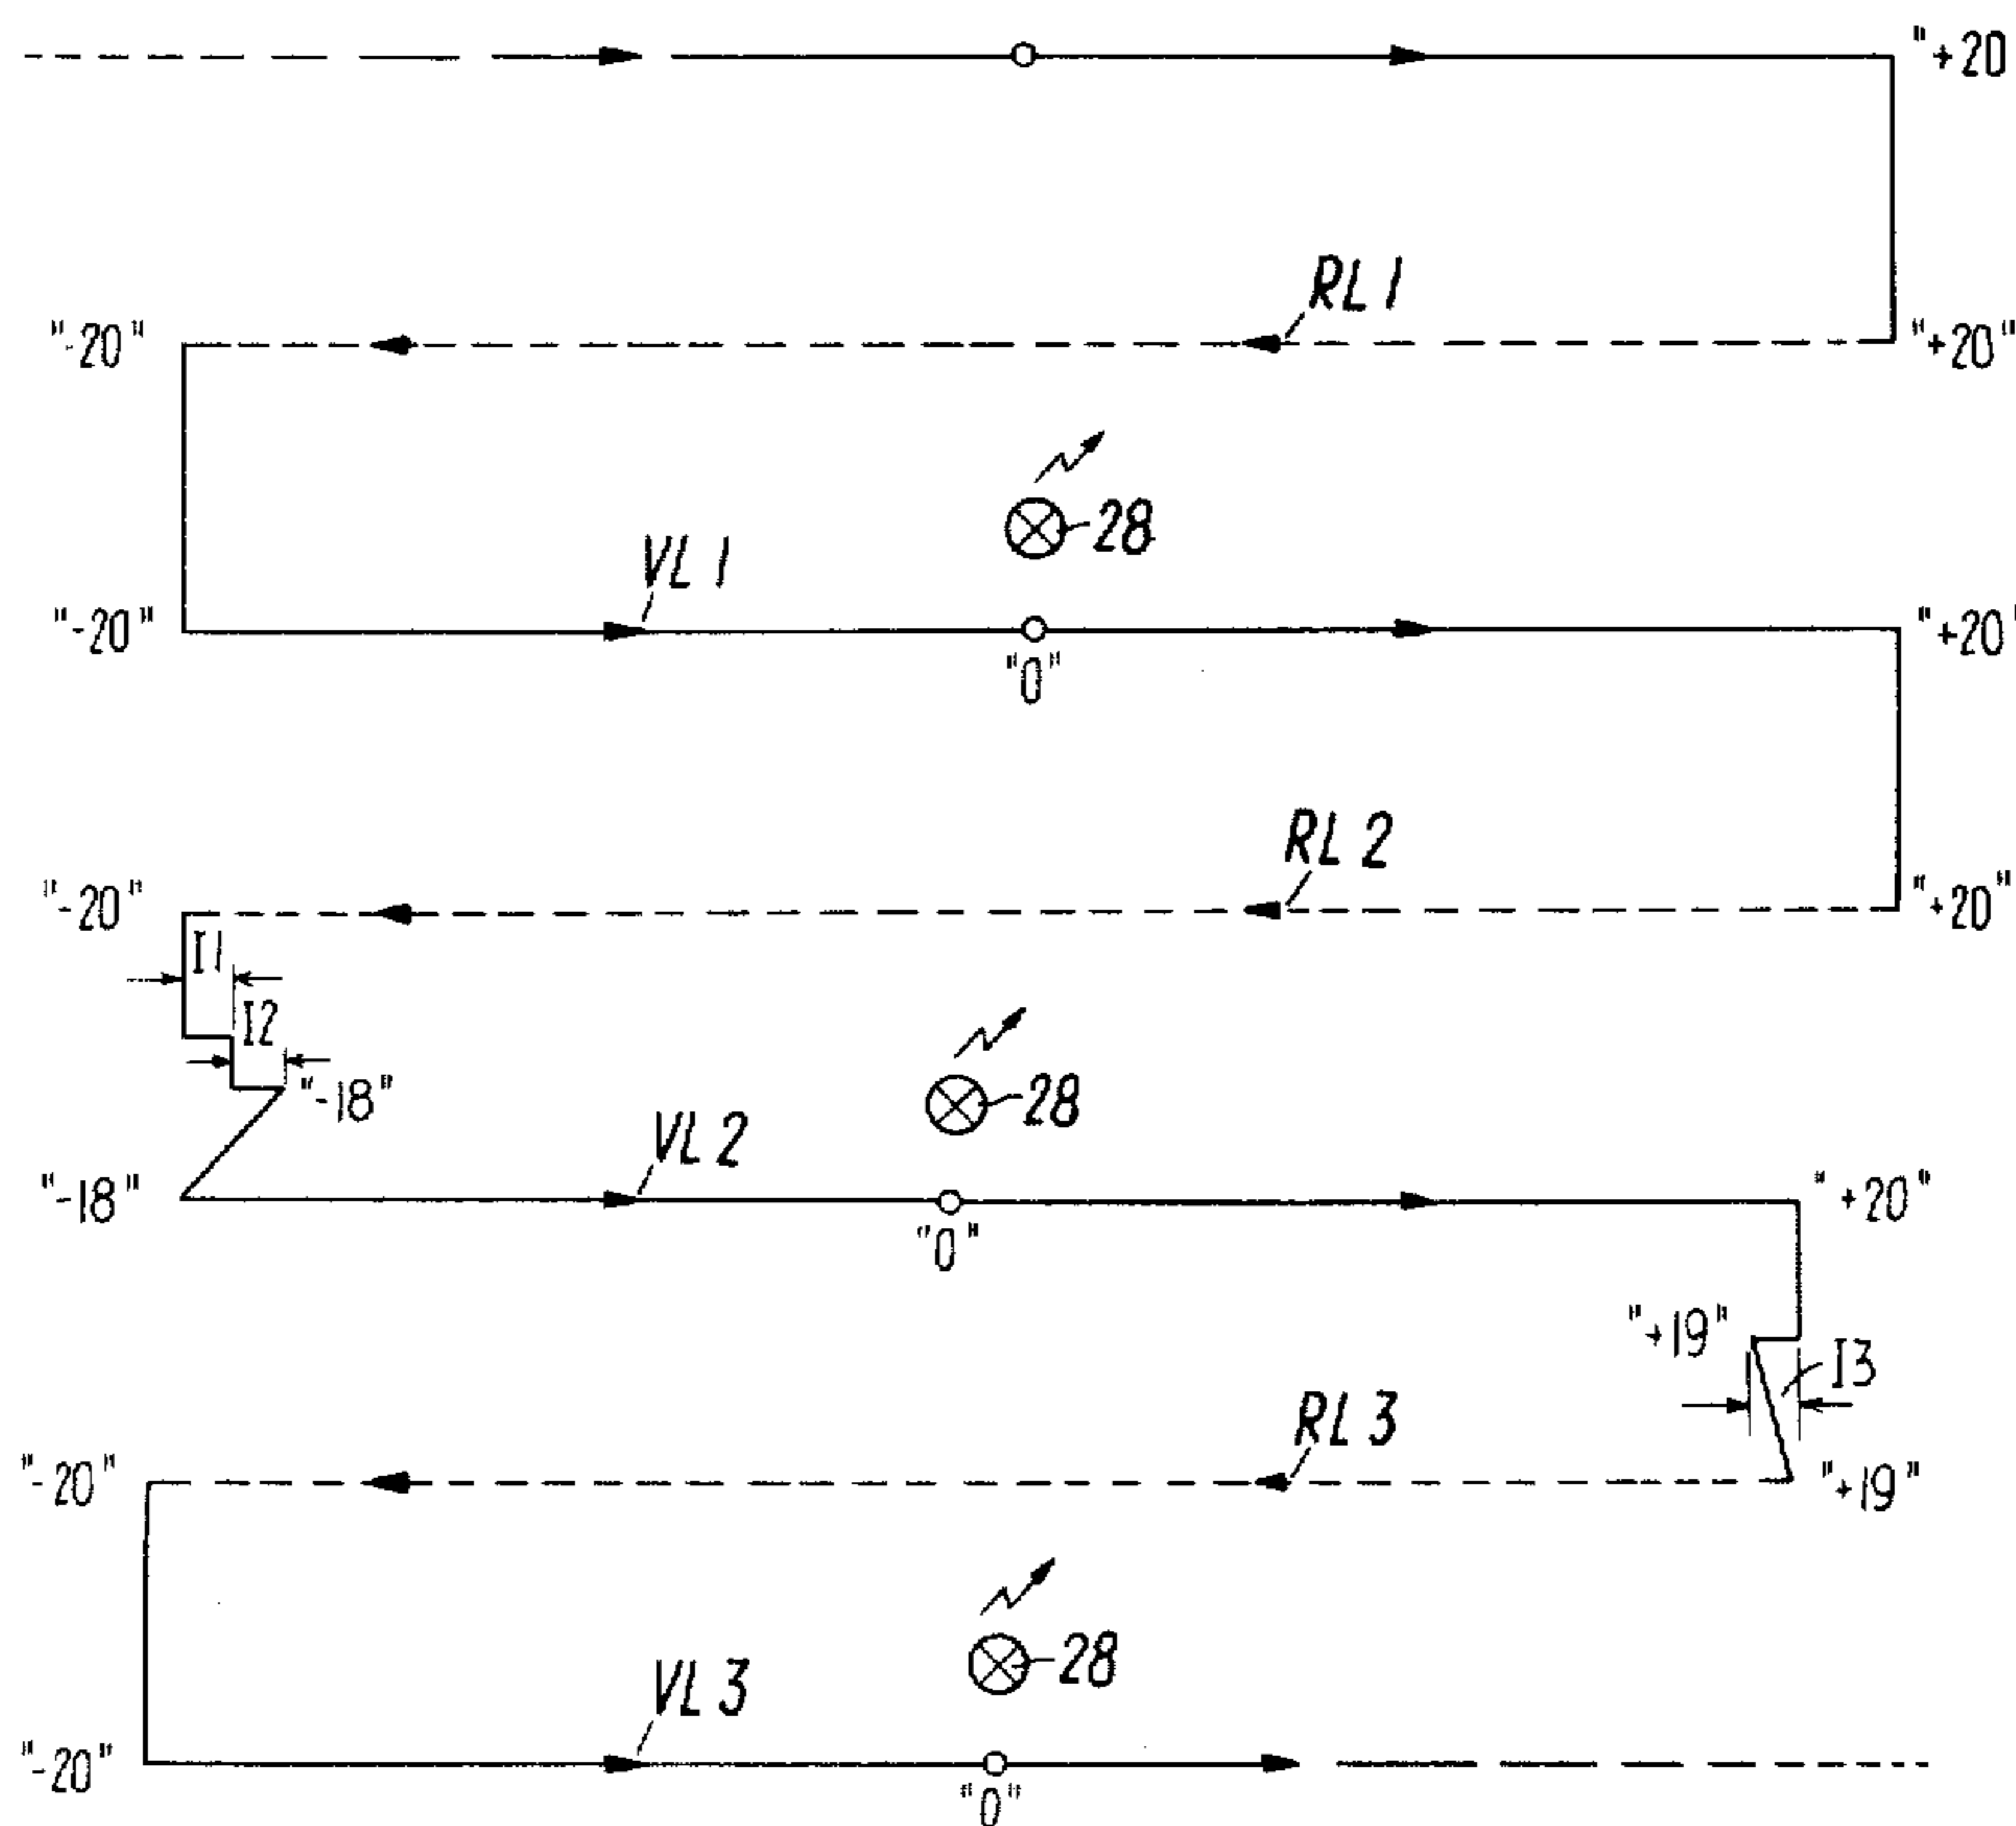 "+20
RL 1
"-20" "+20"
28
VL 1
"-20" "+20"
"0"
RL 2
"-20" "+20"
I1
I2
"-18" 28
VL 2
"-18" "+20"
"0"
"+19" I3
RL 3
"-20" "+19"
28
VL 3
"-20"
"0"